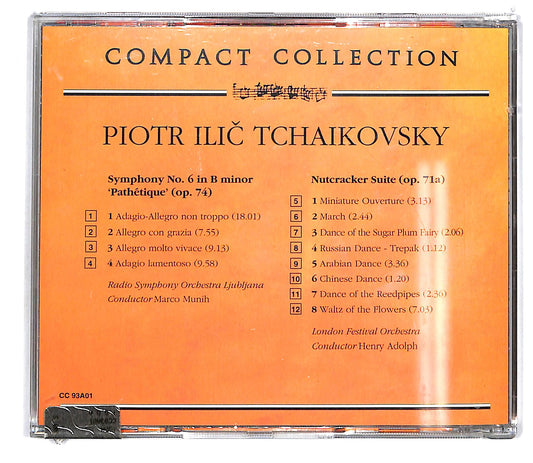 COMPACT COLLECTION
PIOTR ILIČ TCHAIKOVSKY
Symphony No. 6 in B minor
‘Pathétique’ (op. 74)
1 1 Adagio-Allegro non troppo (18.01)
2 2 Allegro con grazia (7.55)
3 3 Allegro molto vivace (9.13)
4 4 Adagio lamentoso (9.58)
Radio Symphony Orchestra Ljubljana
Conductor Marco Munih
Nutcracker Suite (op. 71a)
5 1 Miniature Ouverture (3.13)
6 2 March (2.44)
7 3 Dance of the Sugar Plum Fairy (2.06)
8 4 Russian Dance - Trepak (1.12)
9 5 Arabian Dance (3.36)
10 6 Chinese Dance (1.20)
11 7 Dance of the Reedpipes (2.36)
12 8 Waltz of the Flowers (7.03)
London Festival Orchestra
Conductor Henry Adolph
CC 93A01